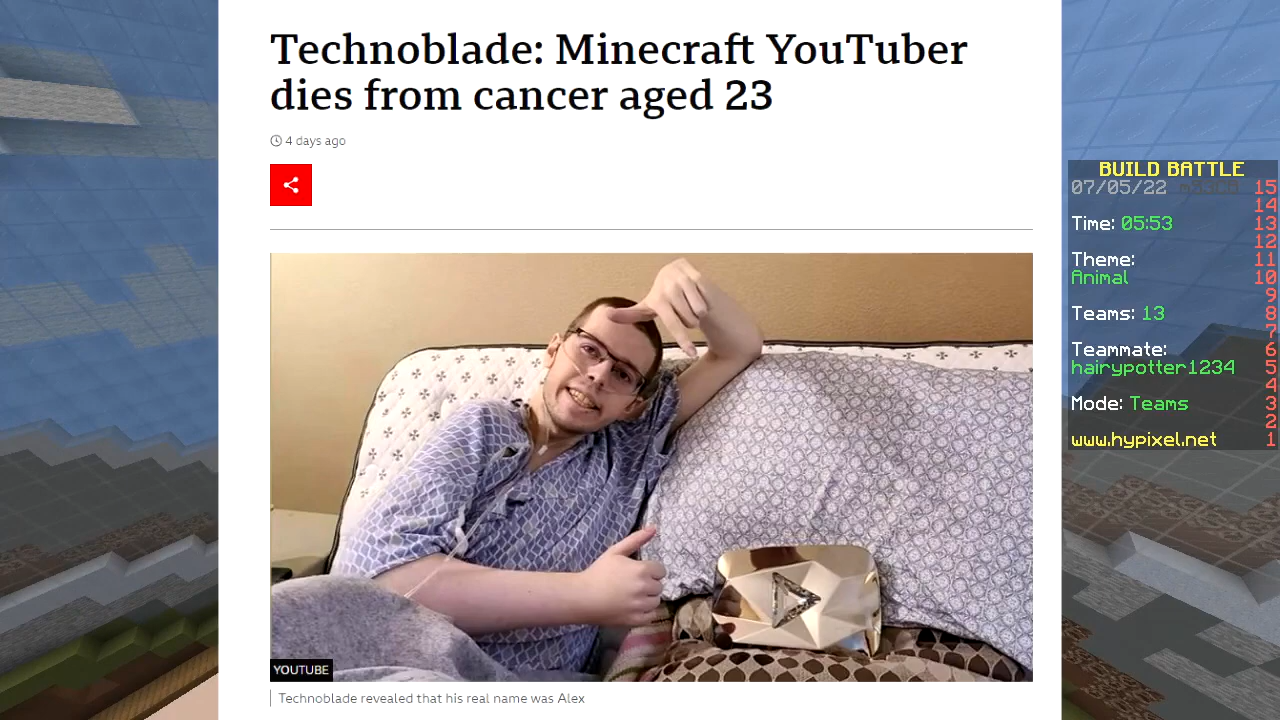 Technoblade: Minecraft YouTuber
dies from cancer aged 23
4 days ago
YOUTUBE
Technoblade revealed that his real name was Alex
BUILD BATTLE
07/05/22 15
14
Time: 05:53 13
12
Theme: 11
Animal 10
9
Teams: 13 8
7
Teammate: 6
hairypotter1234 5
4
Mode: Teams 3
2
www.hypixel.net 1